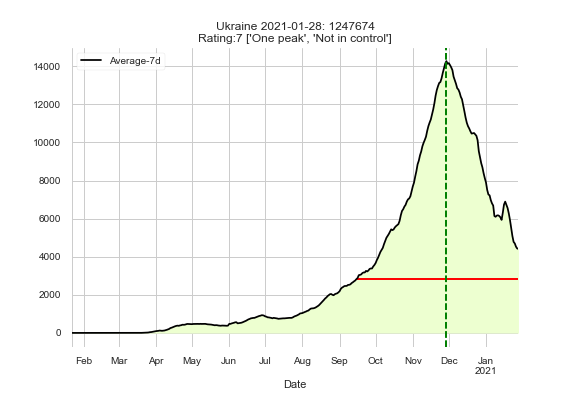 Ukraine 2021-01-28: 1247674
Rating:7 ['One peak', 'Not in control']
Average-7d
14000
12000
10000
8000
6000
4000
2000
0
Feb Mar Apr May Jun Jul Aug Sep Oct Nov Dec Jan
2021
Date